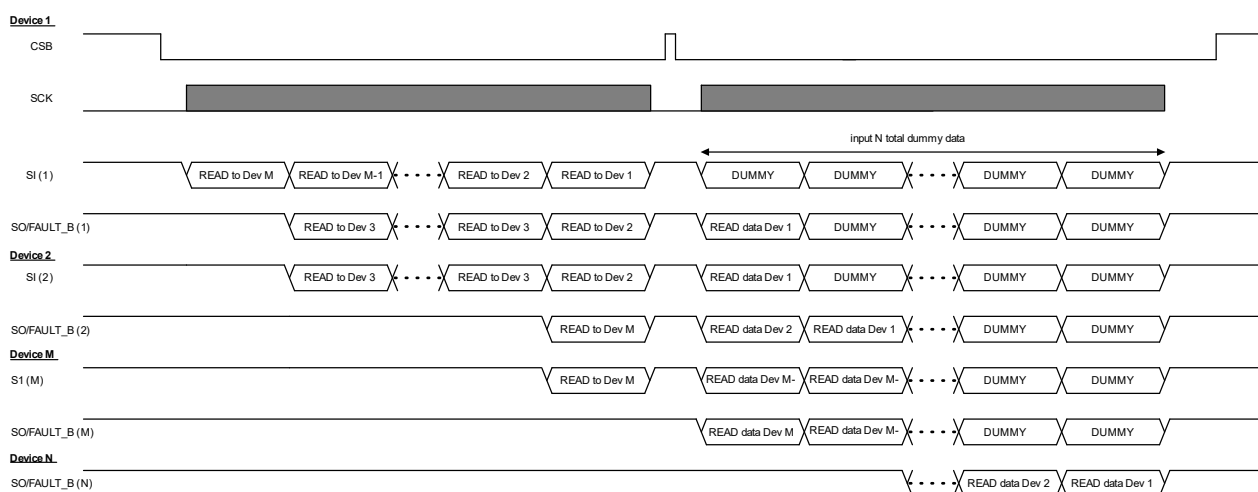 Device 1
CSB
SCK
input N total dummy data
SI (1) READ to Dev M READ to Dev M-1 READ to Dev 2 READ to Dev 1 DUMMY DUMMY DUMMY DUMMY
SO/FAULT_B (1) READ to Dev 3 READ to Dev 3 READ to Dev 2 READ data Dev 1 DUMMY DUMMY DUMMY
Device 2
SI (2) READ to Dev 3 READ to Dev 3 READ to Dev 2 READ data Dev 1 DUMMY DUMMY DUMMY
SO/FAULT_B (2) READ to Dev M READ data Dev 2 READ data Dev 1 DUMMY DUMMY
Device M
S1 (M) READ to Dev M READ data Dev M- READ data Dev M- DUMMY DUMMY
SO/FAULT_B (M) READ data Dev M READ data Dev M- DUMMY DUMMY
Device N
SO/FAULT_B (N) READ data Dev 2 READ data Dev 1